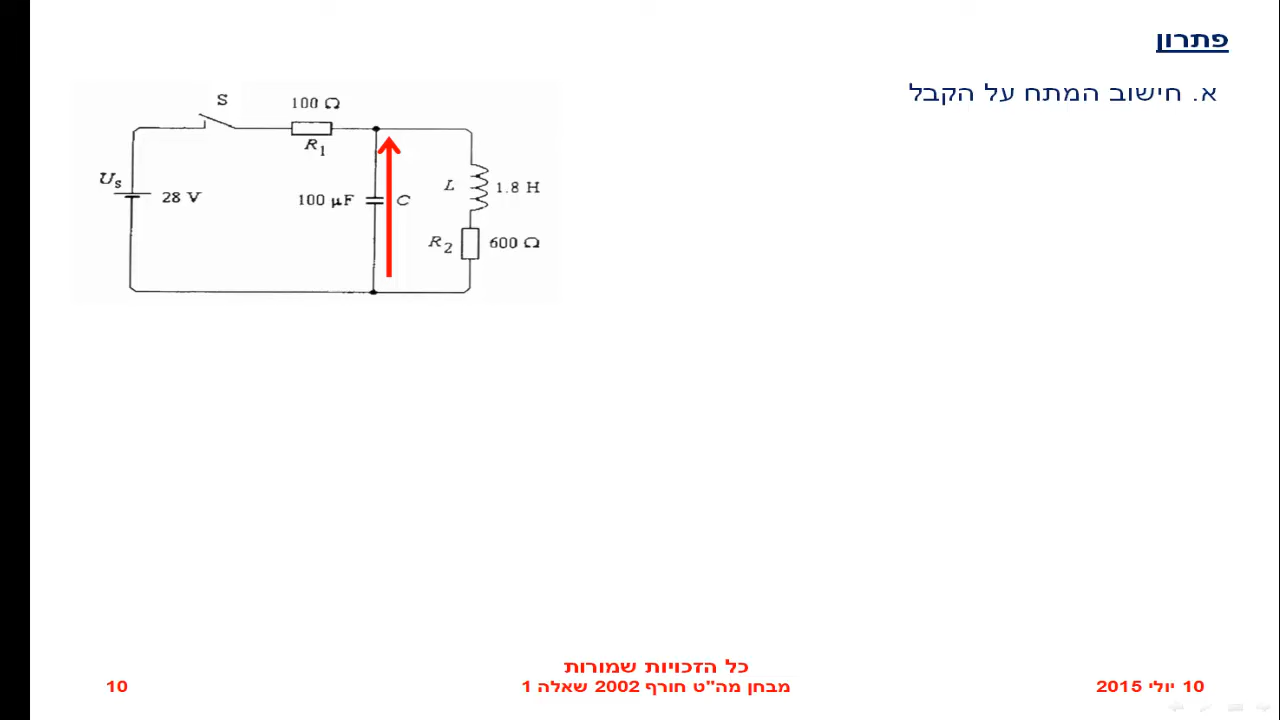 פתרון
א. חישוב המתח על הקבל
S
100 Ω
R1
Us
28 V
100 µF
C
L
1.8 H
R2
600 Ω
כל הזכויות שמורות
10 יולי 2015
מבחן מה"ט חורף 2002 שאלה 1
10